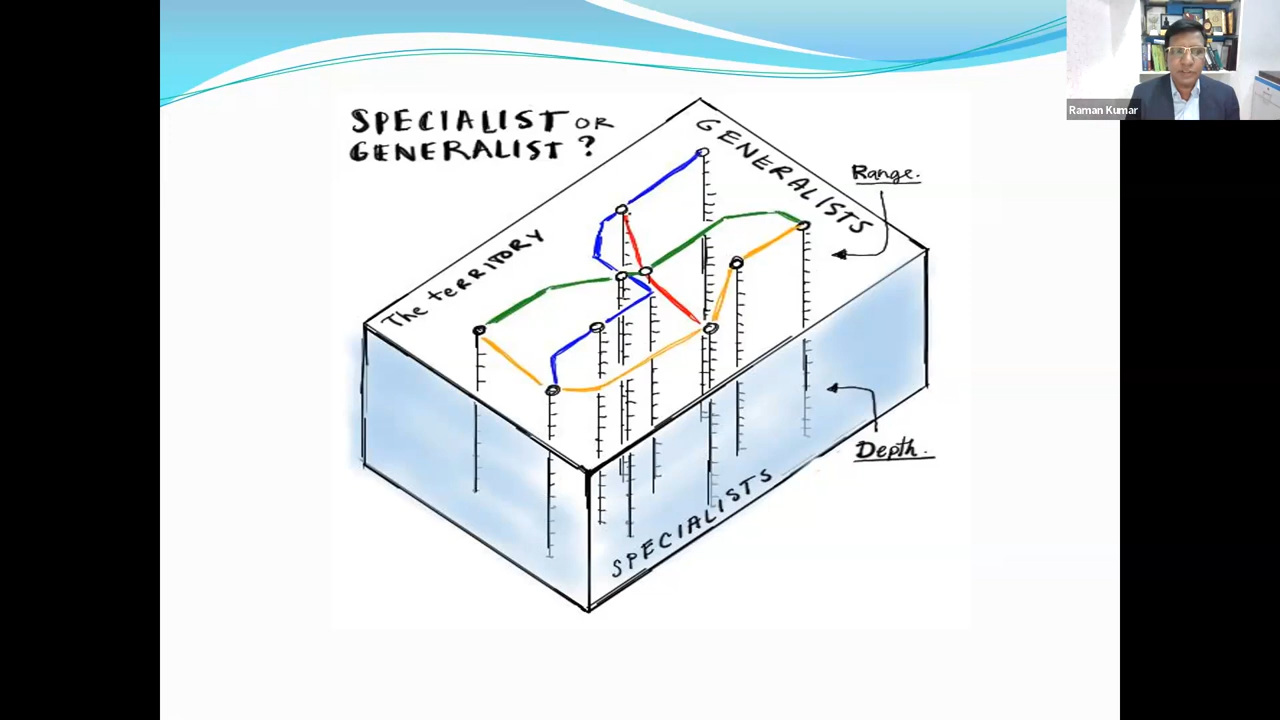 SPECIALIST OR
GENERALIST ?
GENERALISTS
Range.
The TERRITORY
Depth.
SPECIALISTS
Raman Kumar